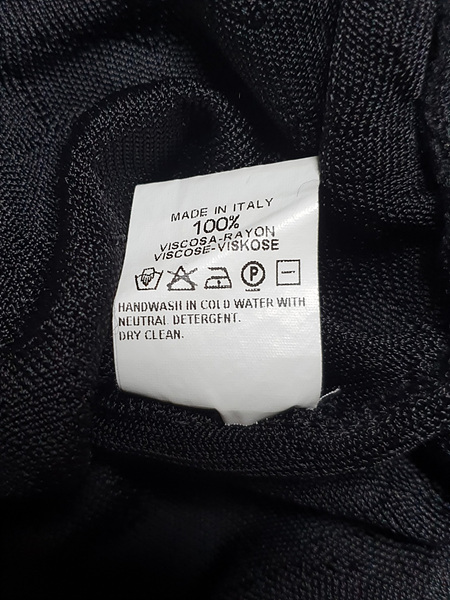 MADE IN ITALY
100%
VISCOSA-RAYON
VISCOSE-VISKOSE
P
HANDWASH IN COLD WATER WITH
NEUTRAL DETERGENT.
DRY CLEAN.